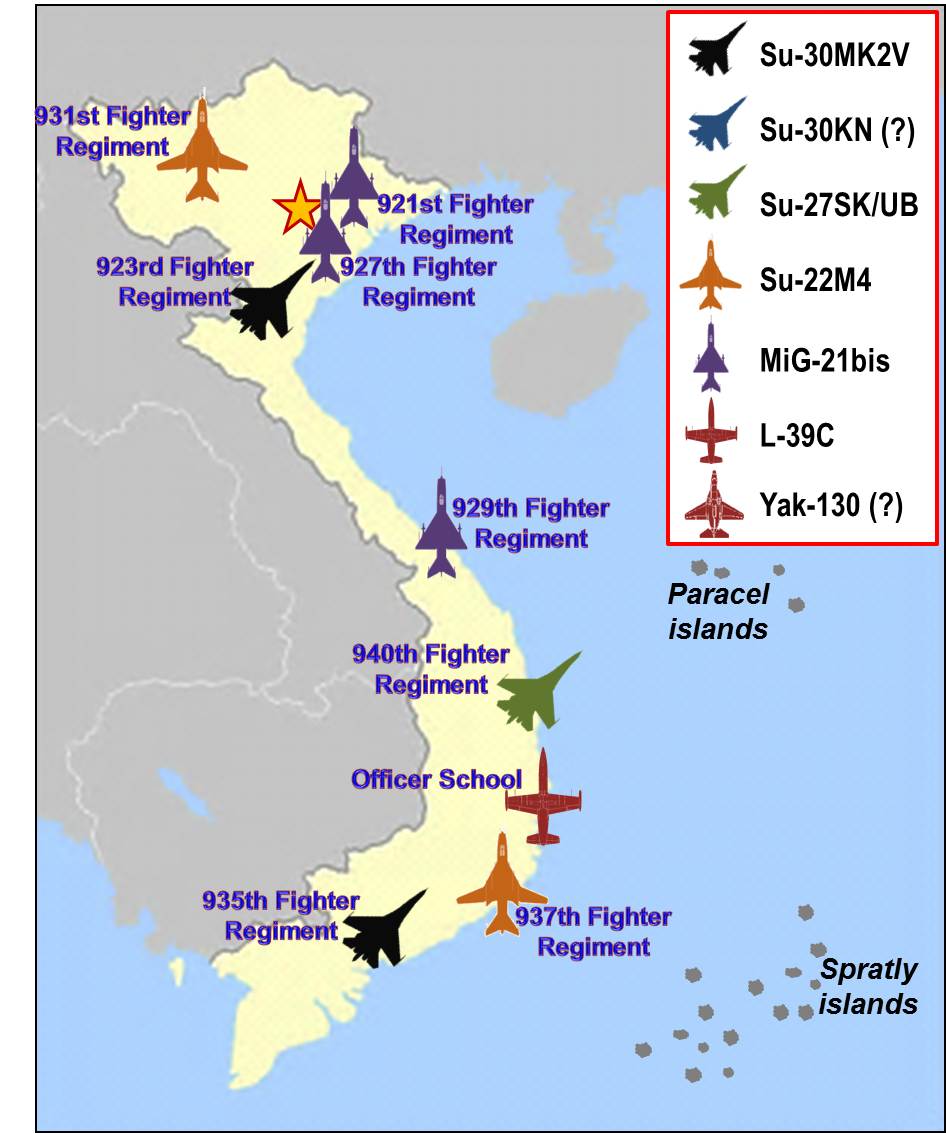 Su-30MK2V
Su-30KN (?)
Su-27SK/UB
Su-22M4
MiG-21bis
L-39C
Yak-130 (?)
931st Fighter
Regiment
921st Fighter
Regiment
923rd Fighter
Regiment
927th Fighter
Regiment
929th Fighter
Regiment
Paracel
islands
940th Fighter
Regiment
Officer School
935th Fighter
Regiment
937th Fighter
Regiment
Spratly
islands